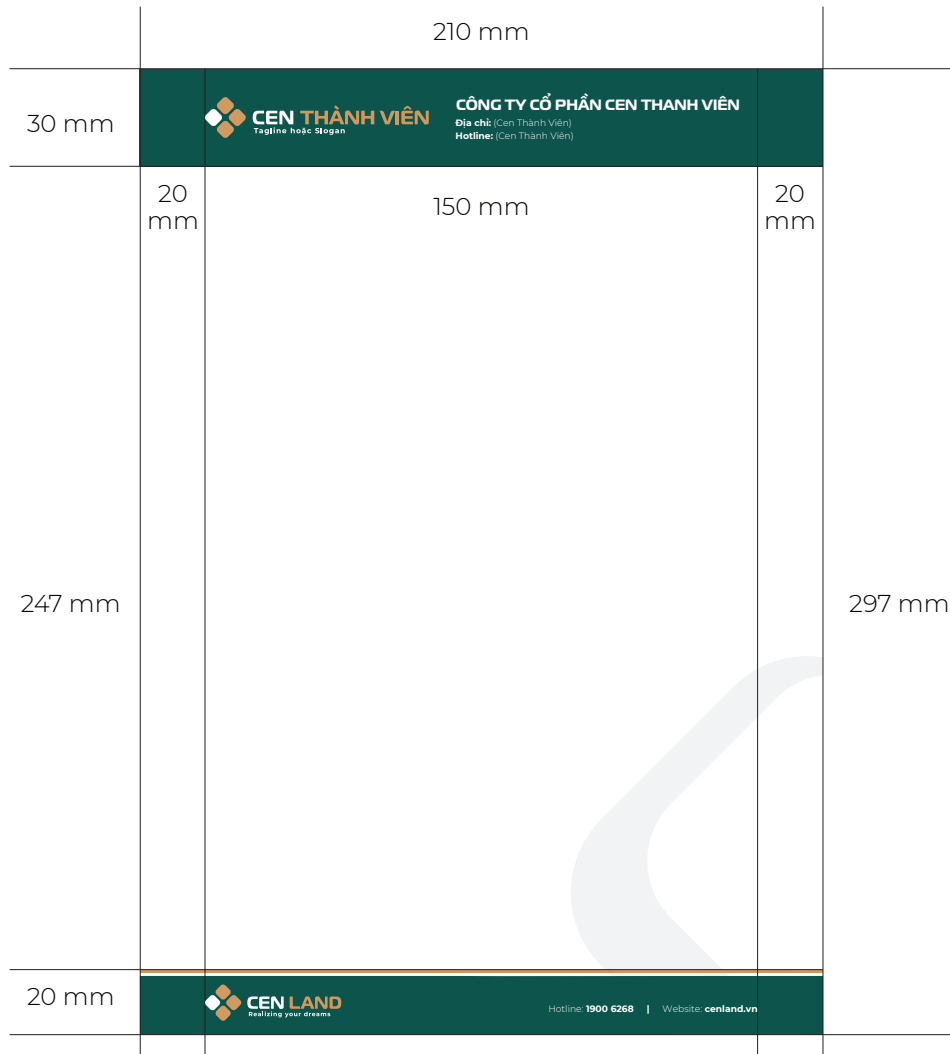 210 mm
30 mm
CEN THÀNH VIÊN
Tagline hoặc Slogan
CÔNG TY CỔ PHẦN CEN THANH VIÊN
Địa chỉ: (Cen Thành Viên)
Hotline: (Cen Thành Viên)
20
mm
150 mm
20
mm
247 mm
297 mm
20 mm
CEN LAND
Realizing your dreams
Hotline: 1900 6268 | Website: cenland.vn